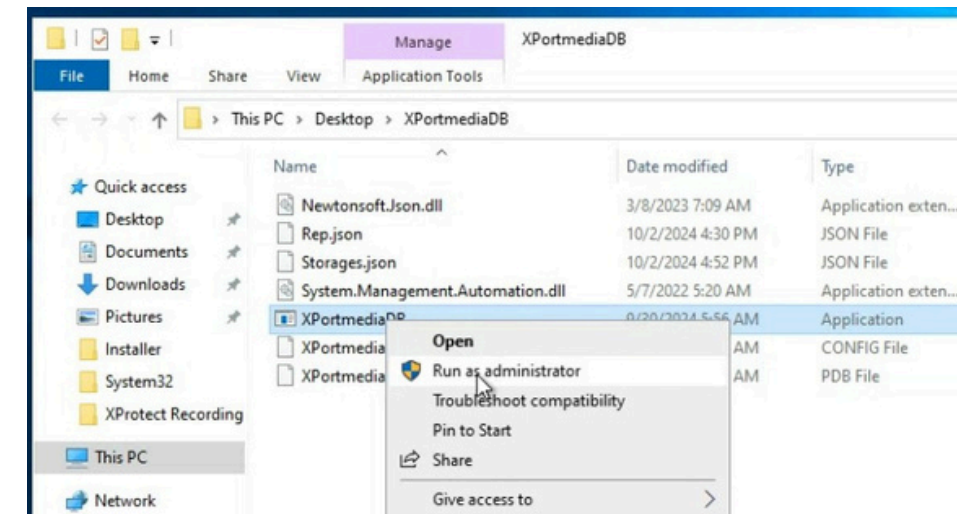 Manage XPortmediaDB
File Home Share View Application Tools
This PC > Desktop > XPortmediaDB
Name Date modified Type
Quick access
Desktop
Documents
Downloads
Pictures
Installer
System32
XProtect Recording
This PC
Network
Newtonsoft.Json.dll 3/8/2023 7:09 AM Application exten...
Rep.json 10/2/2024 4:30 PM JSON File
Storages.json 10/2/2024 4:52 PM JSON File
System.Management.Automation.dll 5/7/2022 5:20 AM Application exten...
XPortmediaDB 9/30/2024 5:56 AM Application
XPortmedia AM CONFIG File
XPortmedia AM PDB File
Open
Run as administrator
Troubleshoot compatibility
Pin to Start
Share
Give access to >